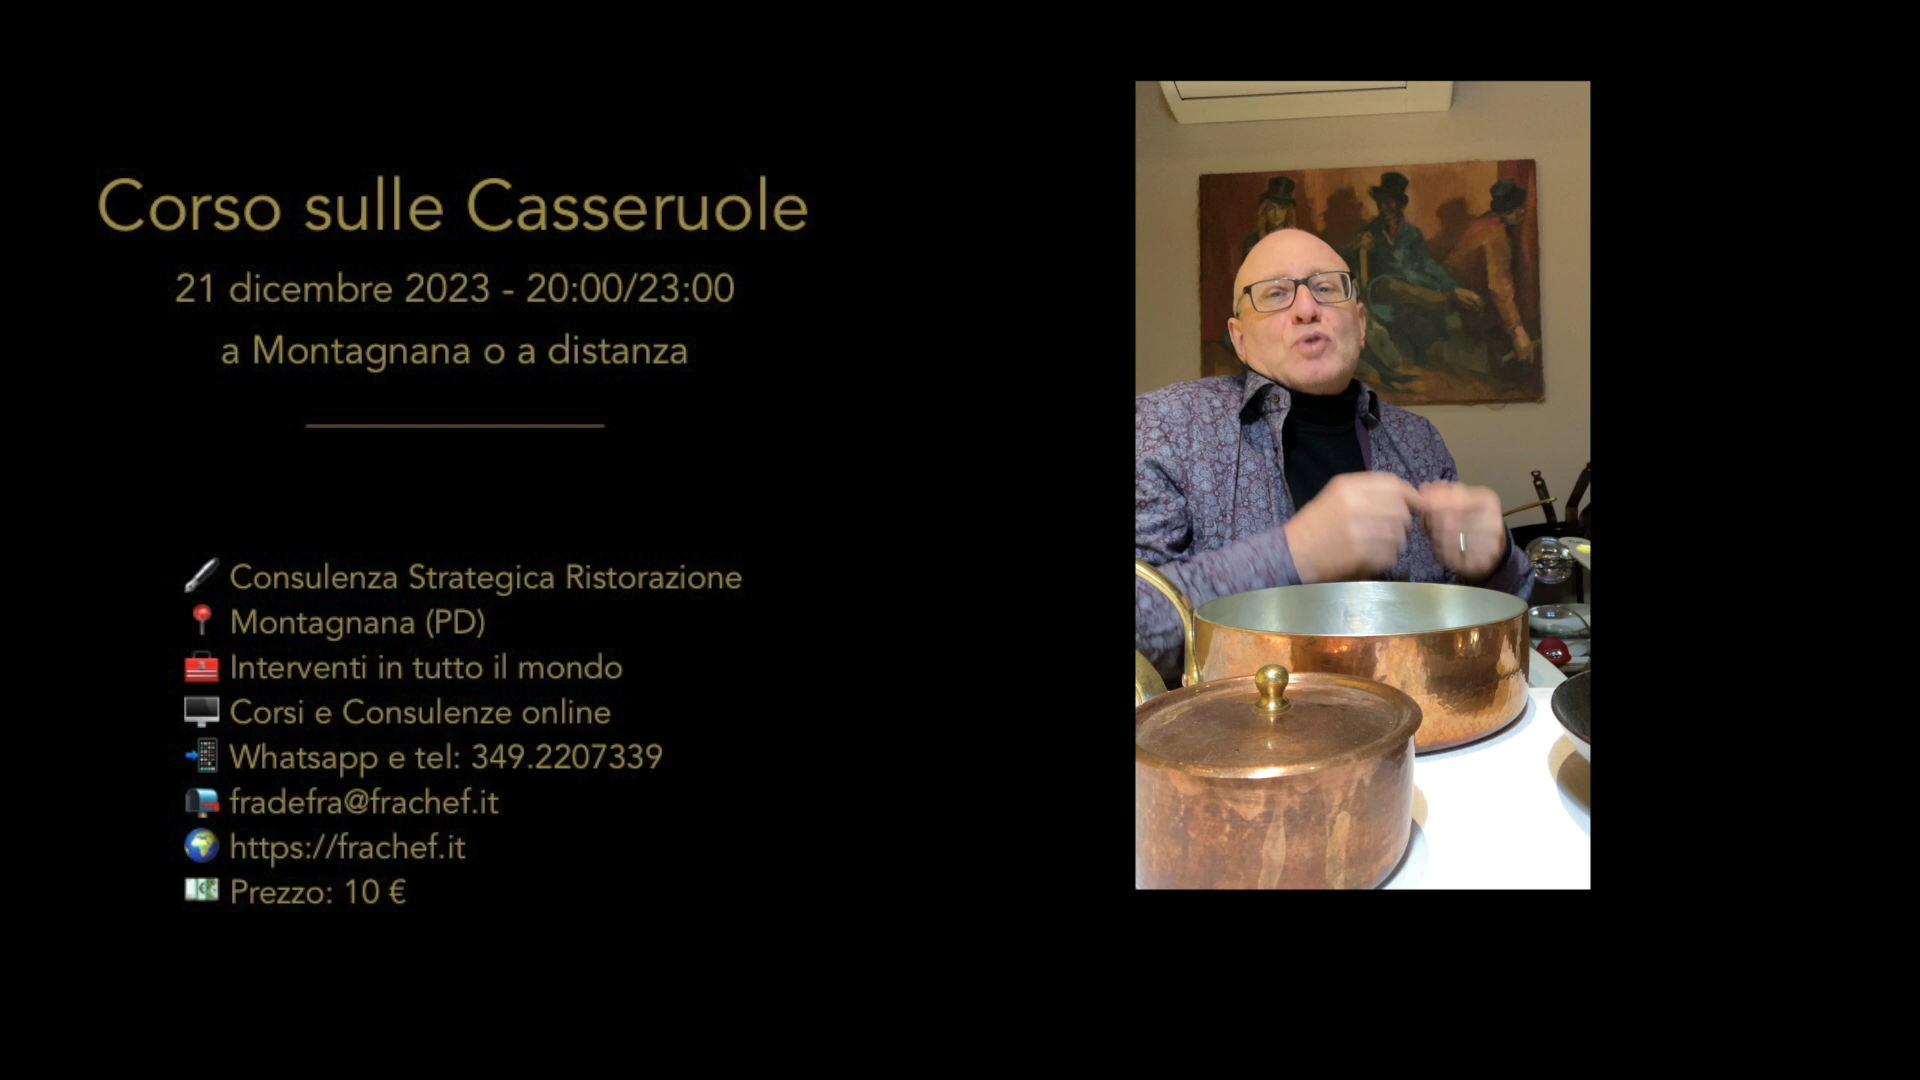 Corso sulle Casseruole
21 dicembre 2023 - 20:00/23:00
a Montagnana o a distanza
Consulenza Strategica Ristorazione
Montagnana (PD)
Interventi in tutto il mondo
Corsi e Consulenze online
Whatsapp e tel: 349.2207339
fradefra@frachef.it
https://frachef.it
Prezzo: 10 €